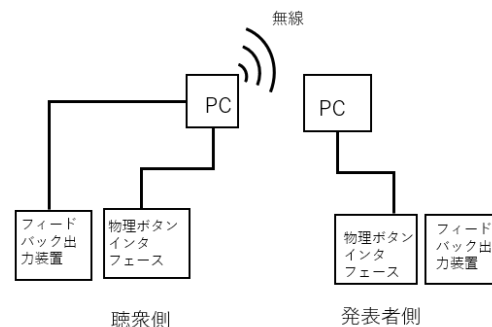 無線
PC
PC
フィード
バック出
力装置
物理ボタン
インタ
フェース
物理ボタン
インタ
フェース
フィード
バック出
力装置
聴衆側
発表者側